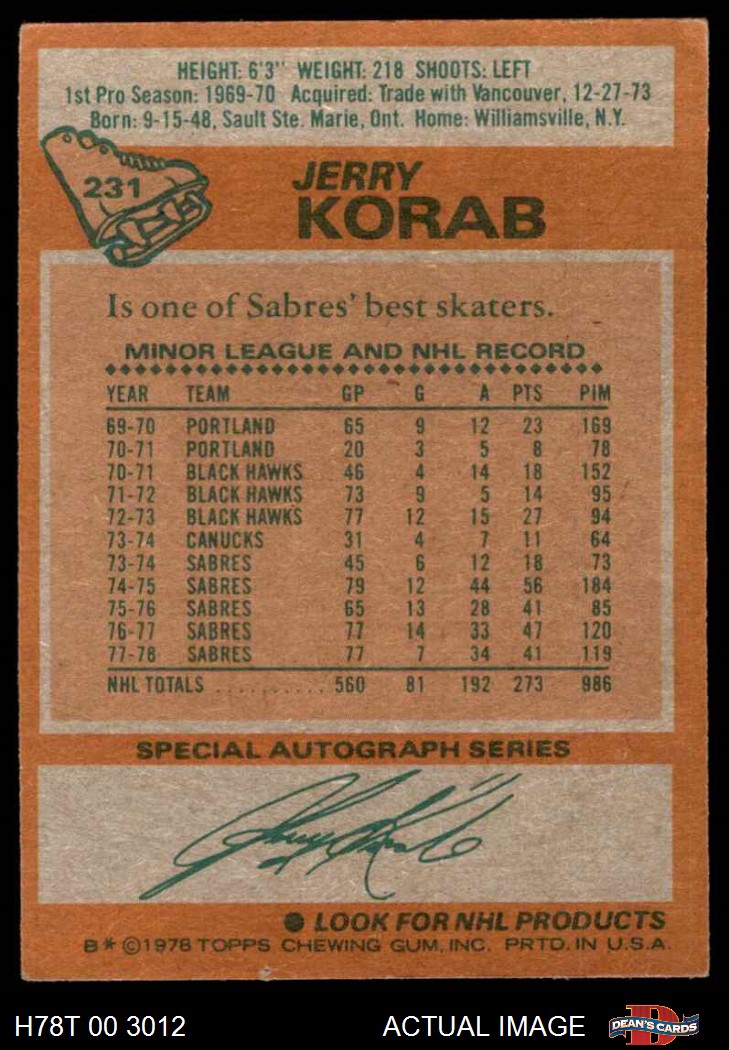 HEIGHT: 6'3" WEIGHT: 218 SHOOTS: LEFT
1st Pro Season: 1969-70 Acquired: Trade with Vancouver, 12-27-73
Born: 9-15-48, Sault Ste. Marie, Ont. Home: Williamsville, N.Y.
231
JERRY
KORAB
Is one of Sabres' best skaters.
MINOR LEAGUE AND NHL RECORD
YEAR TEAM GP G A PTS PIM
69-70 PORTLAND 65 9 12 23 169
70-71 PORTLAND 20 3 5 8 78
70-71 BLACK HAWKS 46 4 14 18 152
71-72 BLACK HAWKS 73 9 5 14 95
72-73 BLACK HAWKS 77 12 15 27 94
73-74 CANUCKS 31 4 7 11 64
73-74 SABRES 45 6 12 18 73
74-75 SABRES 79 12 44 56 184
75-76 SABRES 65 13 28 41 85
76-77 SABRES 77 14 33 47 120
77-78 SABRES 77 7 34 41 119
NHL TOTALS .......... 560 81 192 273 986
SPECIAL AUTOGRAPH SERIES
Jerry Korab
● LOOK FOR NHL PRODUCTS
B * ©1978 TOPPS CHEWING GUM, INC. PRTD. IN U.S.A.
H78T 00 3012 ACTUAL IMAGE DEAN'S CARDS